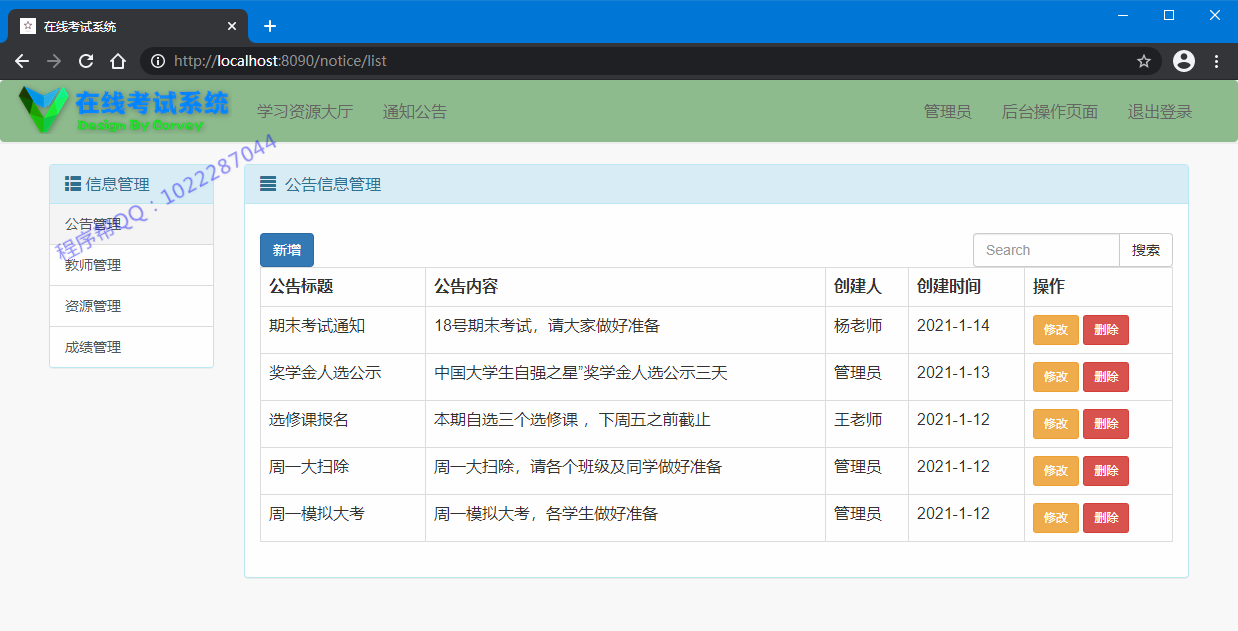 在线考试系统
http://localhost:8090/notice/list
在线考试系统
Design By Convey
学习资源大厅 通知公告 管理员 后台操作页面 退出登录
信息管理
公告管理
教师管理
资源管理
成绩管理
程序帮QQ：1022287044
公告信息管理
新增 Search 搜索
公告标题 公告内容 创建人 创建时间 操作
期末考试通知 18号期末考试，请大家做好准备 杨老师 2021-1-14 修改 删除
奖学金人选公示 中国大学生自强之星”奖学金人选公示三天 管理员 2021-1-13 修改 删除
选修课报名 本期自选三个选修课 ，下周五之前截止 王老师 2021-1-12 修改 删除
周一大扫除 周一大扫除，请各个班级及同学做好准备 管理员 2021-1-12 修改 删除
周一模拟大考 周一模拟大考，各学生做好准备 管理员 2021-1-12 修改 删除